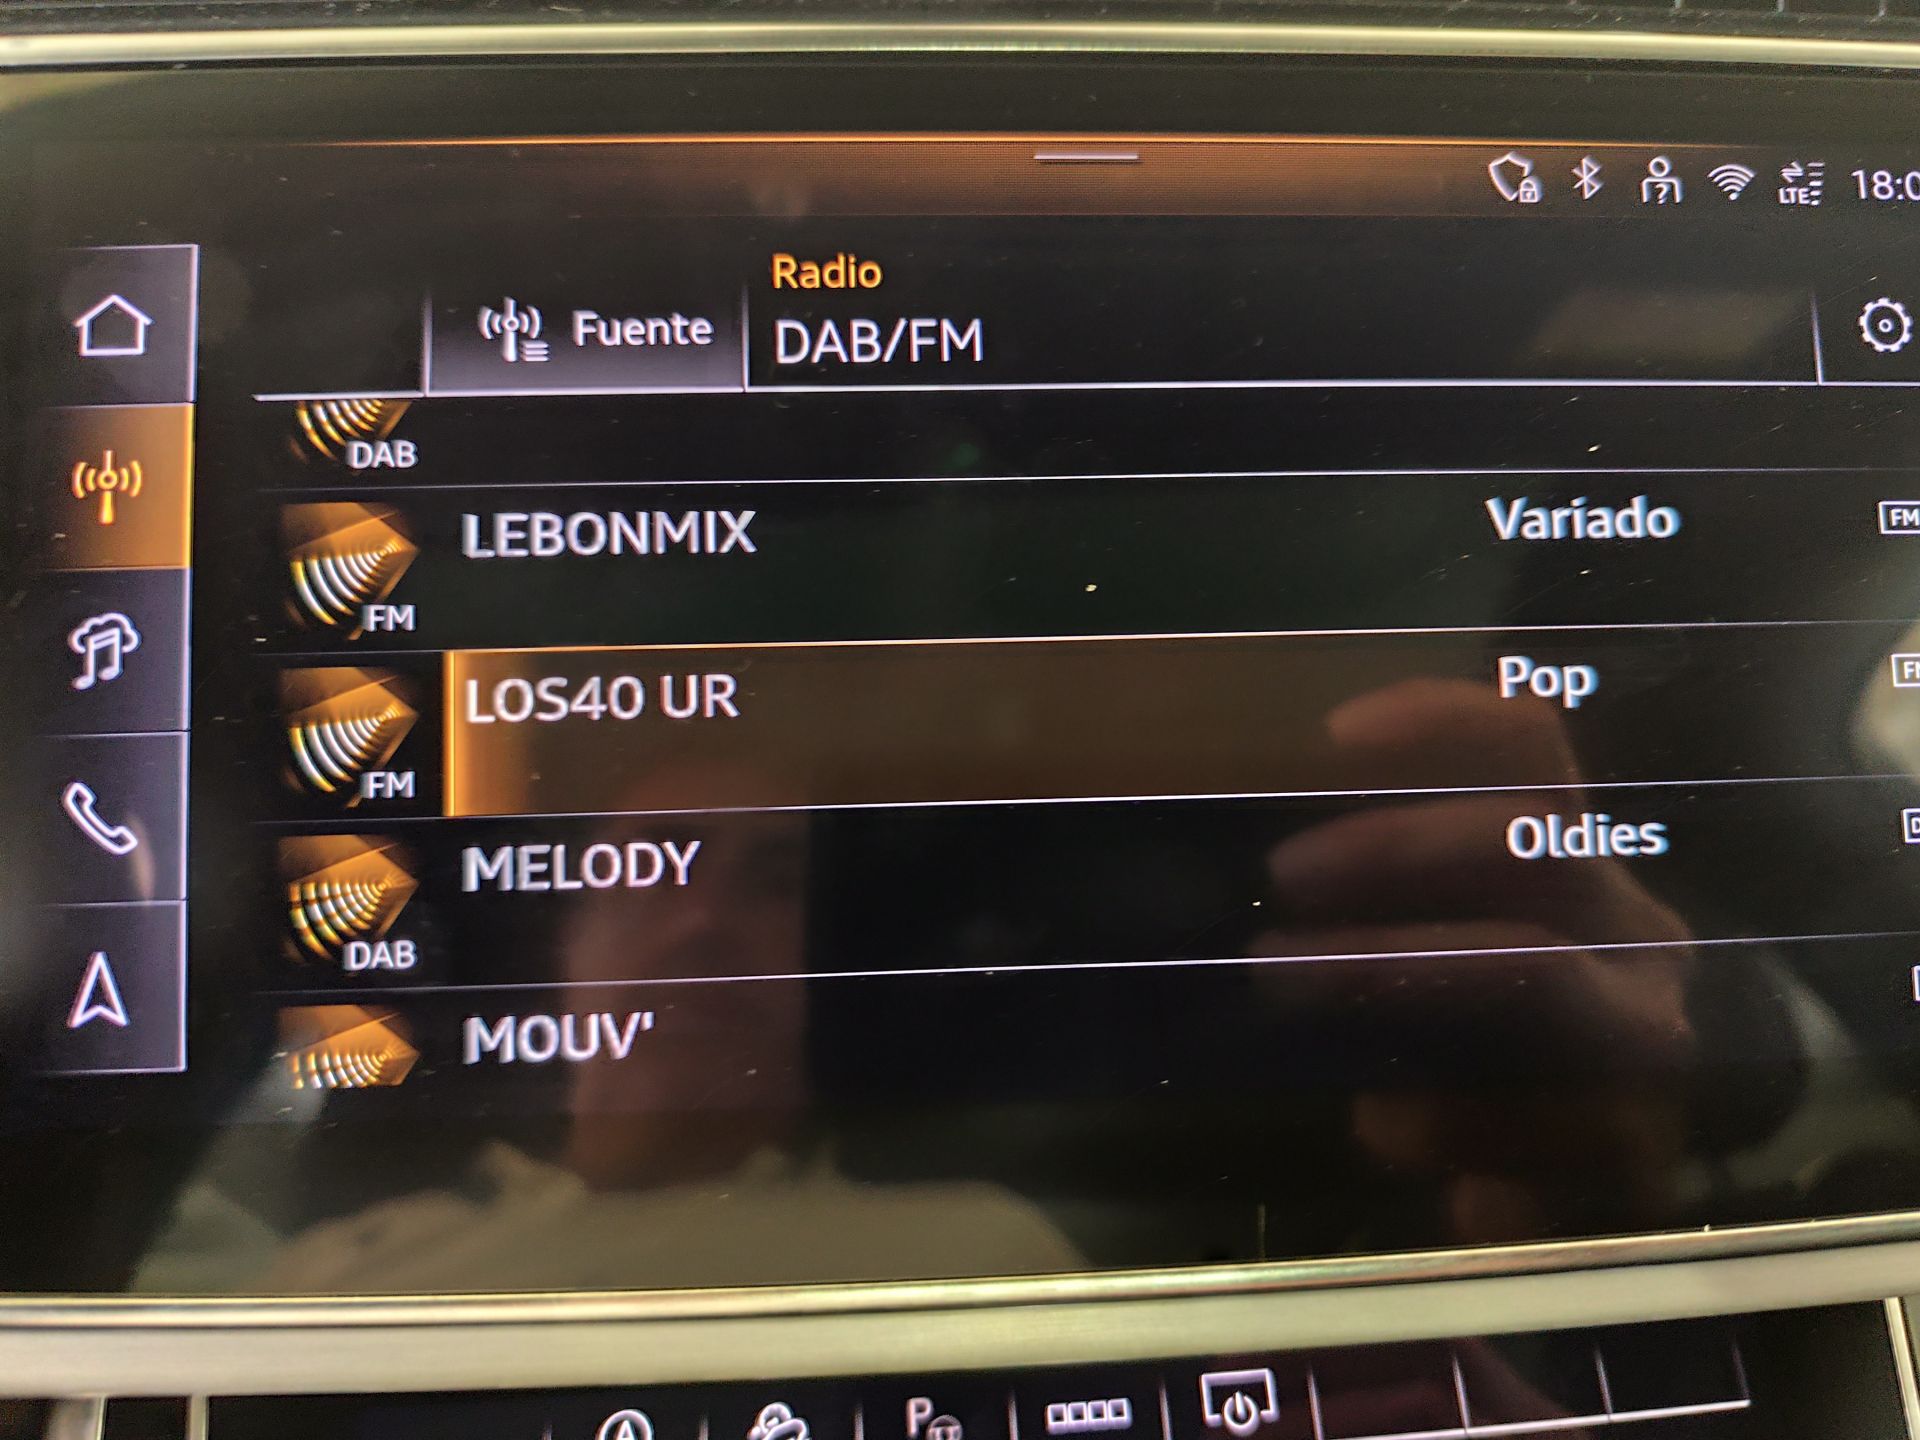 LTE 18:0
Radio
Fuente
DAB/FM
DAB
LEBONMIX Variado FM
FM
LOS40 UR Pop
FM
MELODY Oldies
DAB
MOUV'
A P